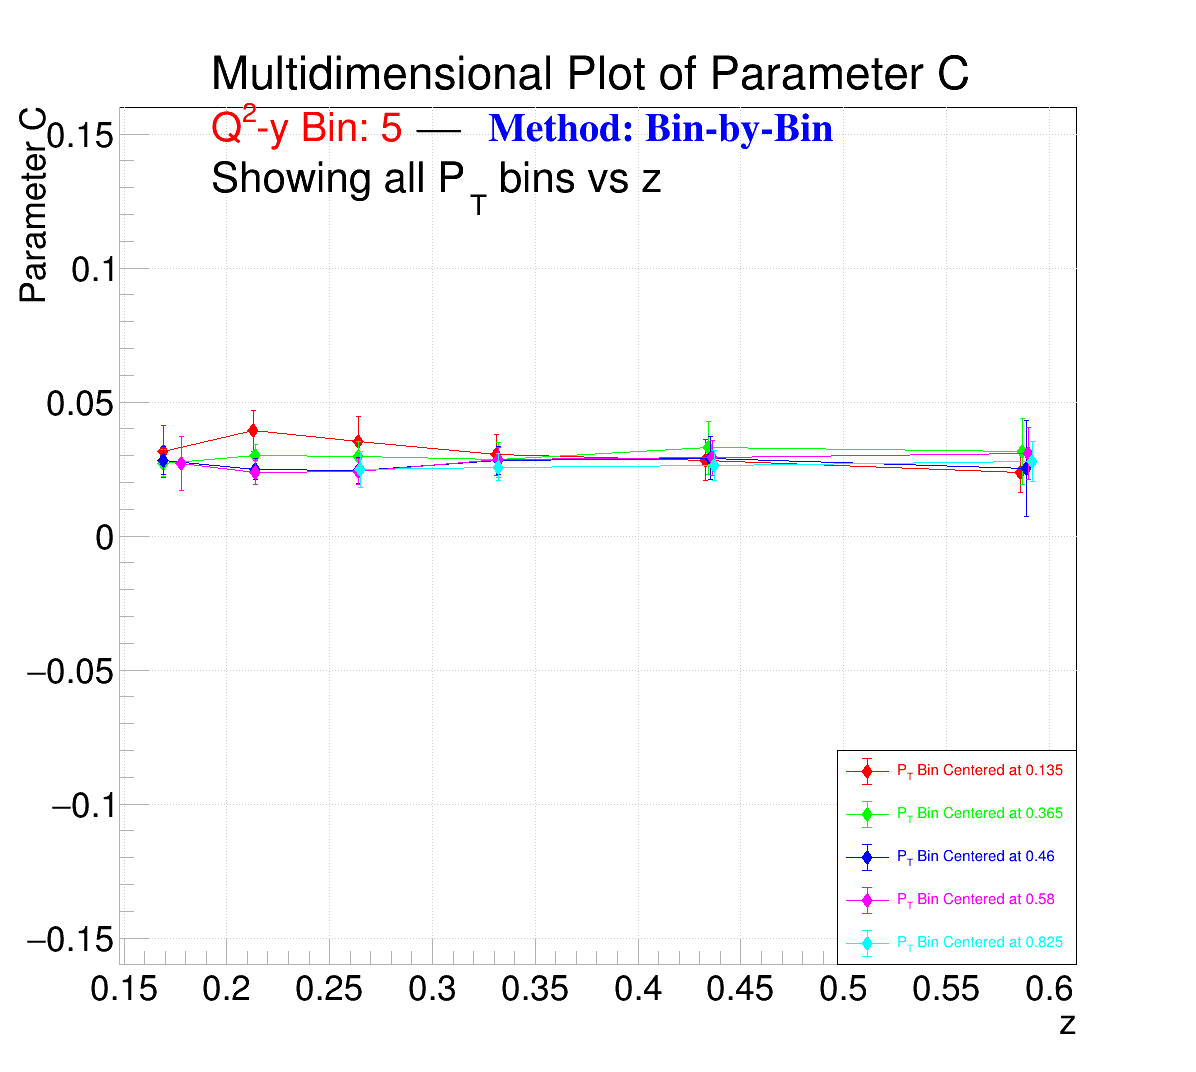 Multidimensional Plot of Parameter C
Q2-y Bin: 5 — Method: Bin-by-Bin
Showing all PT bins vs z
Parameter C
0.15
0.1
0.05
0
−0.05
−0.1
−0.15
PT Bin Centered at 0.135
PT Bin Centered at 0.365
PT Bin Centered at 0.46
PT Bin Centered at 0.58
PT Bin Centered at 0.825
0.15 0.2 0.25 0.3 0.35 0.4 0.45 0.5 0.55 0.6
z